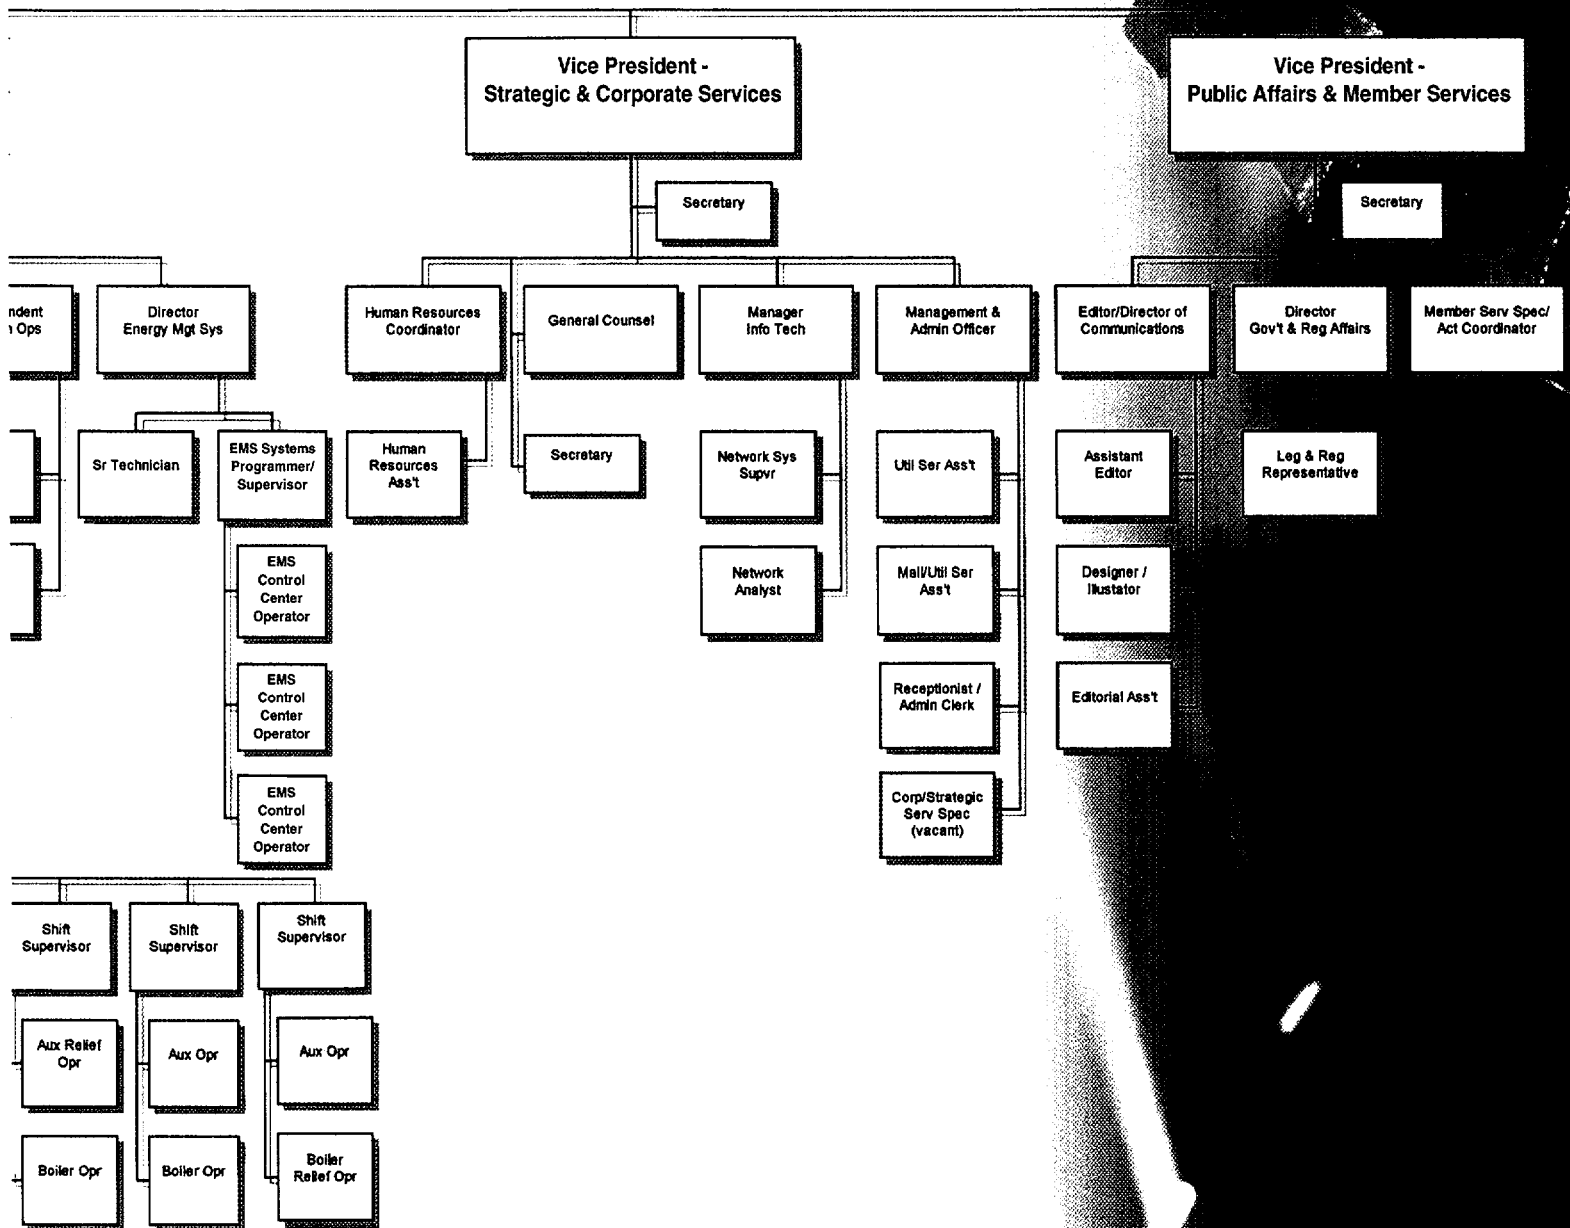 Vice President -
Strategic & Corporate Services
Vice President -
Public Affairs & Member Services
Secretary
Secretary
ndent
n Ops
Director
Energy Mgt Sys
Human Resources
Coordinator
General Counsel
Manager
Info Tech
Management &
Admin Officer
Editor/Director of
Communications
Director
Gov't & Reg Affairs
Member Serv Spec/
Act Coordinator
Sr Technician
EMS Systems
Programmer/
Supervisor
Human
Resources
Ass't
Secretary
Network Sys
Supvr
Util Ser Ass't
Assistant
Editor
Leg & Reg
Representative
EMS
Control
Center
Operator
Network
Analyst
Mail/Util Ser
Ass't
Designer /
Illustator
EMS
Control
Center
Operator
Receptionist /
Admin Clerk
Editorial Ass't
EMS
Control
Center
Operator
Corp/Strategic
Serv Spec
(vacant)
Shift
Supervisor
Shift
Supervisor
Shift
Supervisor
Aux Relief
Opr
Aux Opr
Aux Opr
Boiler Opr
Boiler Opr
Boiler
Relief Opr